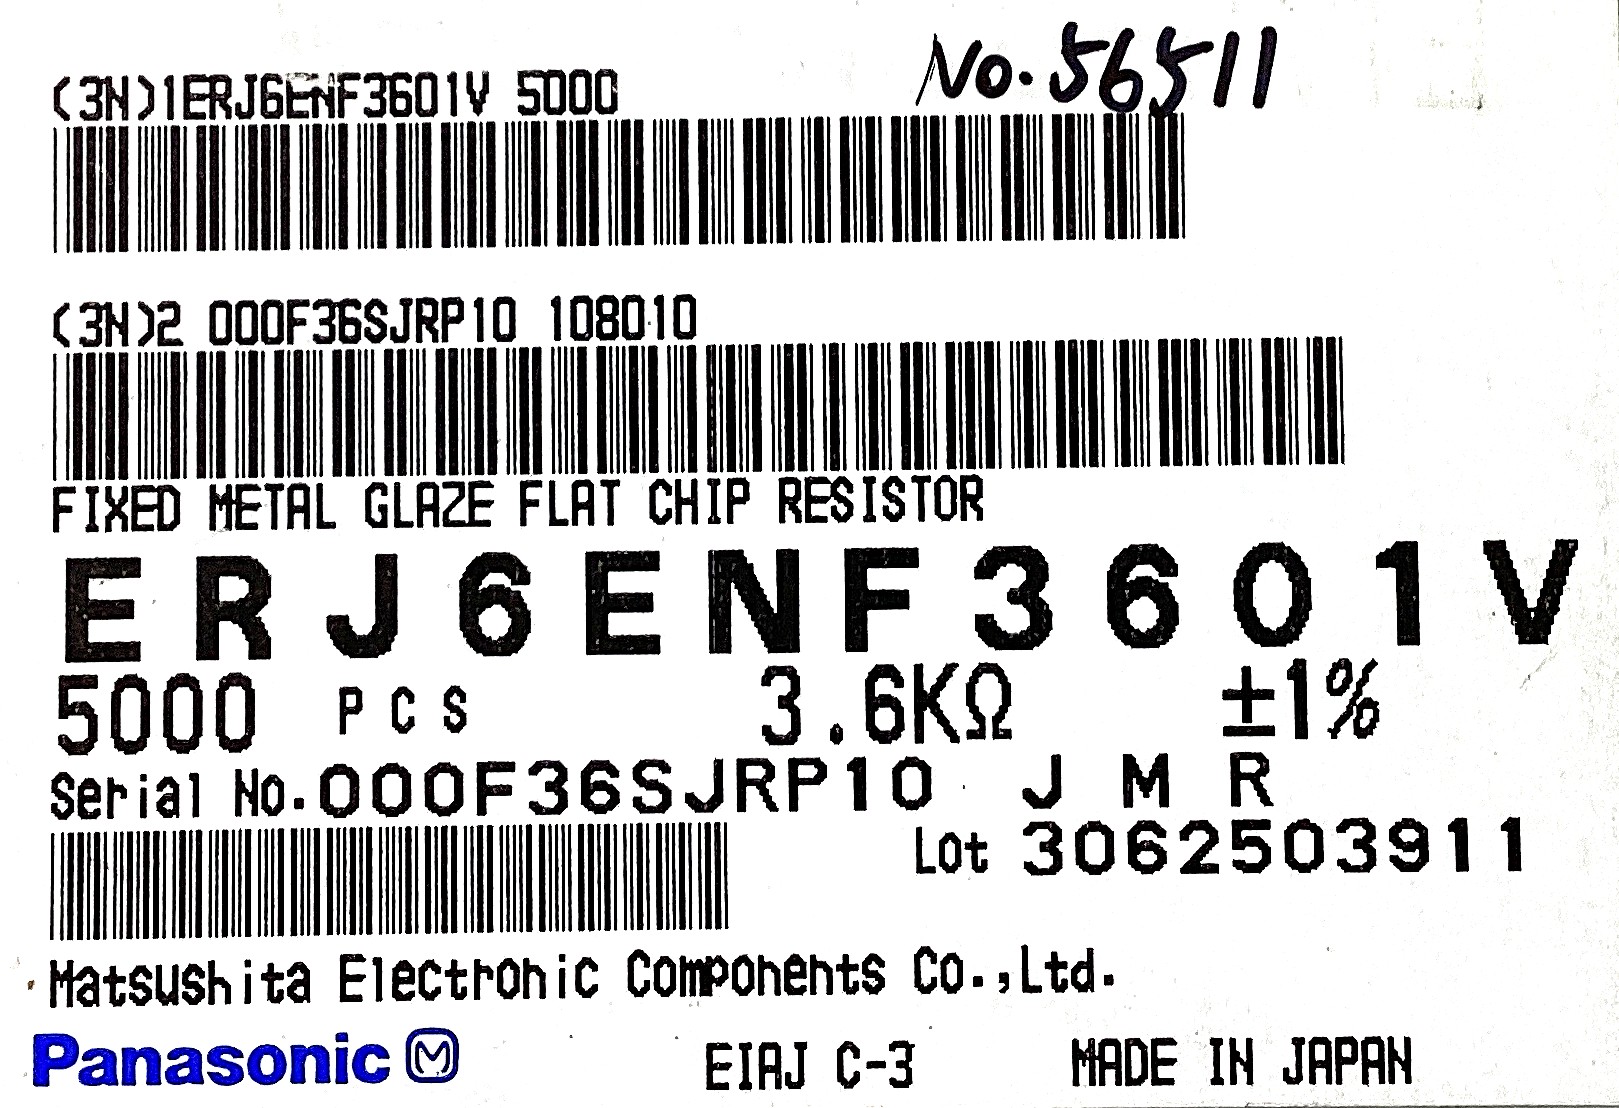 No.56511
(3N)1ERJ6ENF3601V 5000
(3N)2 000F36SJRP10 108010
FIXED METAL GLAZE FLAT CHIP RESISTOR
ERJ6ENF3601V
5000 PCS 3.6KΩ ±1%
Serial No.000F36SJRP10 JMR
Lot 3062503911
Matsushita Electronic Components Co.,Ltd.
Panasonic M EIAJ C-3 MADE IN JAPAN